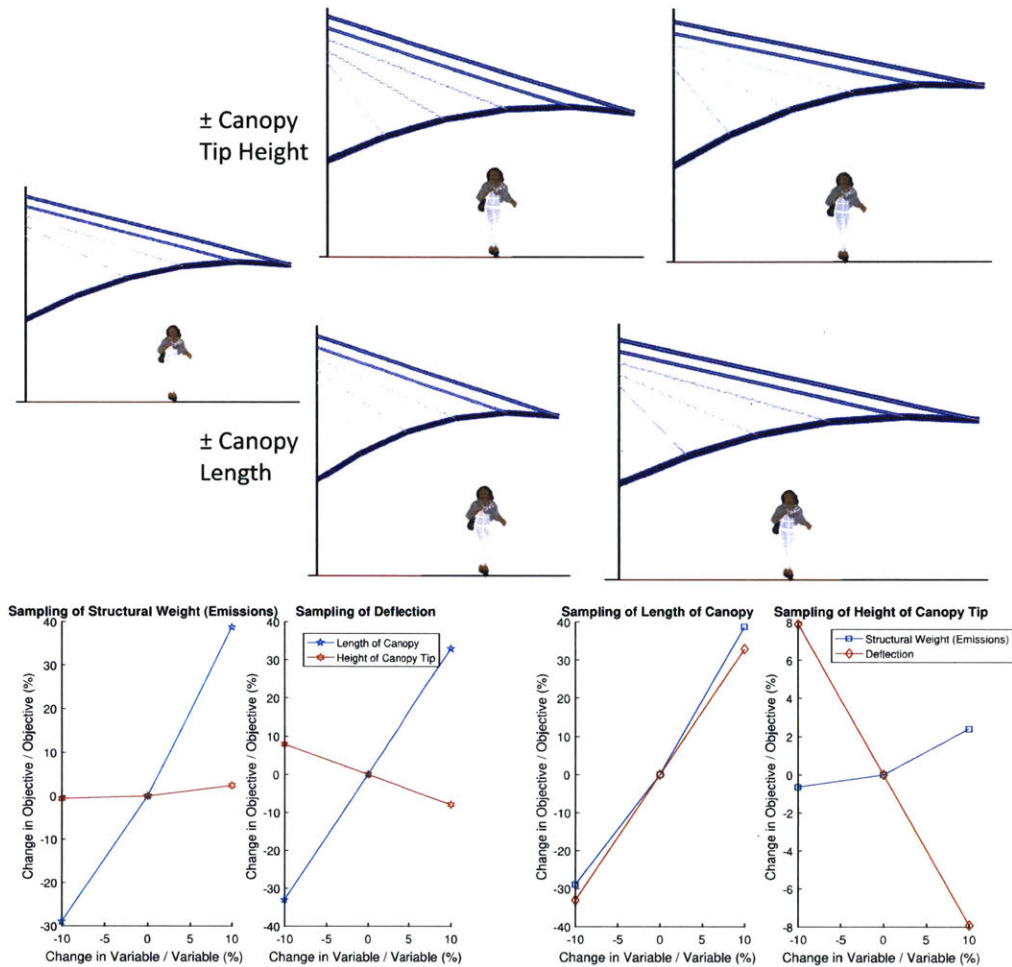 ± Canopy
Tip Height
± Canopy
Length
Sampling of Structural Weight (Emissions)
Change in Objective / Objective (%)
40
30
20
10
0
-10
-20
-30
-10
-5
0
5
10
Change in Variable / Variable (%)
Sampling of Deflection
Length of Canopy
Height of Canopy Tip
Change in Objective / Objective (%)
40
30
20
10
0
-10
-20
-30
-40
-10
-5
0
5
10
Change in Variable / Variable (%)
Sampling of Length of Canopy
Change in Objective / Objective (%)
40
30
20
10
0
-10
-20
-30
-40
-10
-5
0
5
10
Change in Variable / Variable (%)
Sampling of Height of Canopy Tip
Structural Weight (Emissions)
Deflection
Change in Objective / Objective (%)
8
6
4
2
0
-2
-4
-6
-8
-10
-5
0
5
10
Change in Variable / Variable (%)